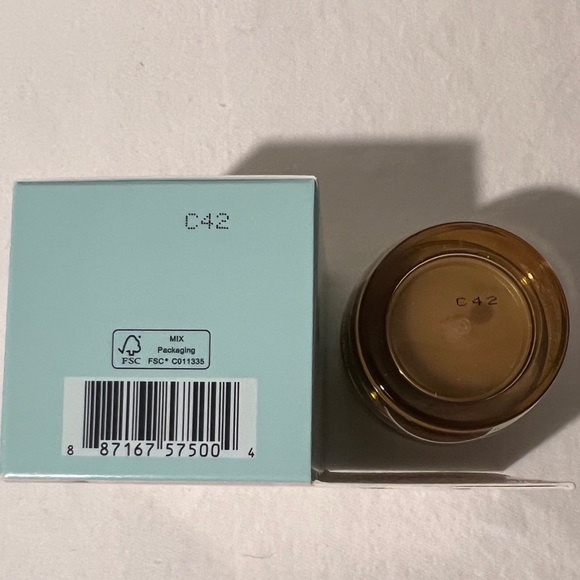 C42
MIX
Packaging
FSC® C011335
FSC
8 87167 57500 4
C42